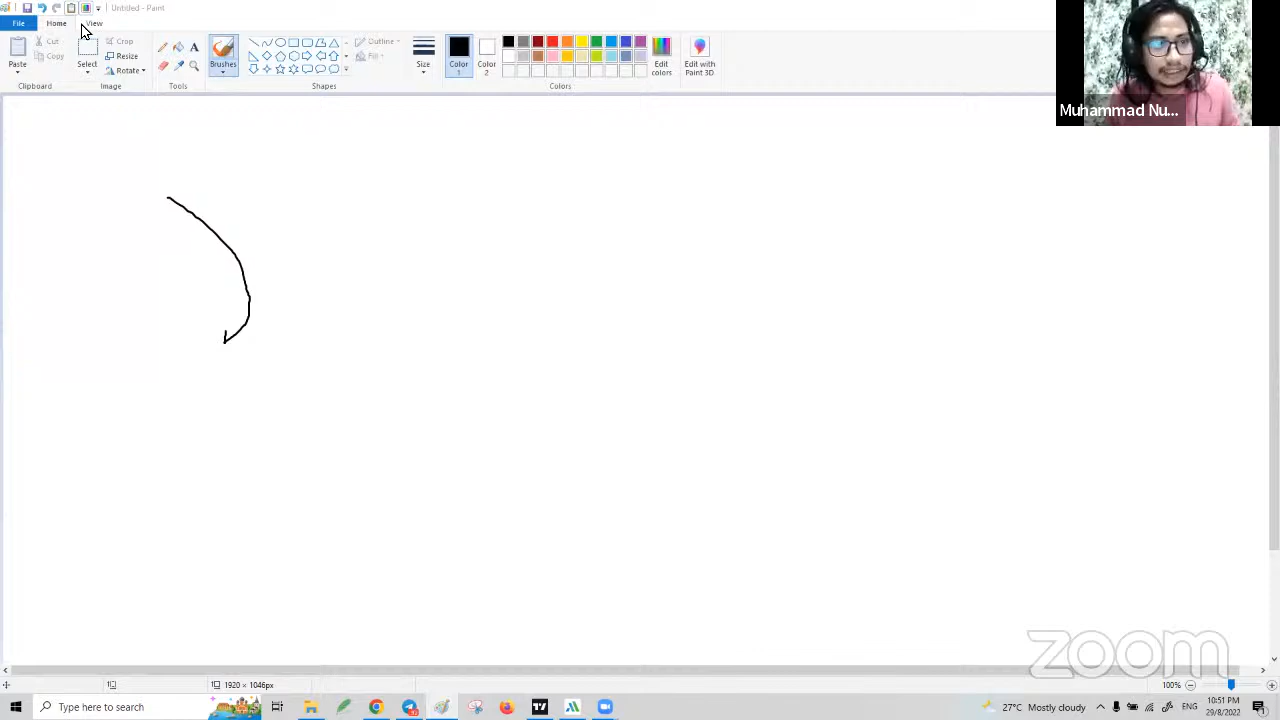 Untitled - Paint
File Home View
Paste
Cut
Copy
Clipboard
Select
Crop
Resize
Rotate
Image
Tools
Brushes
Shapes
Outline
Fill
Size
Color 1
Color 2
Colors
Edit colors
Edit with Paint 3D
Muhammad Nu...
zoom
1920 × 1046px
100%
Type here to search
27°C Mostly cloudy
ENG
10:51 PM
29/8/2022